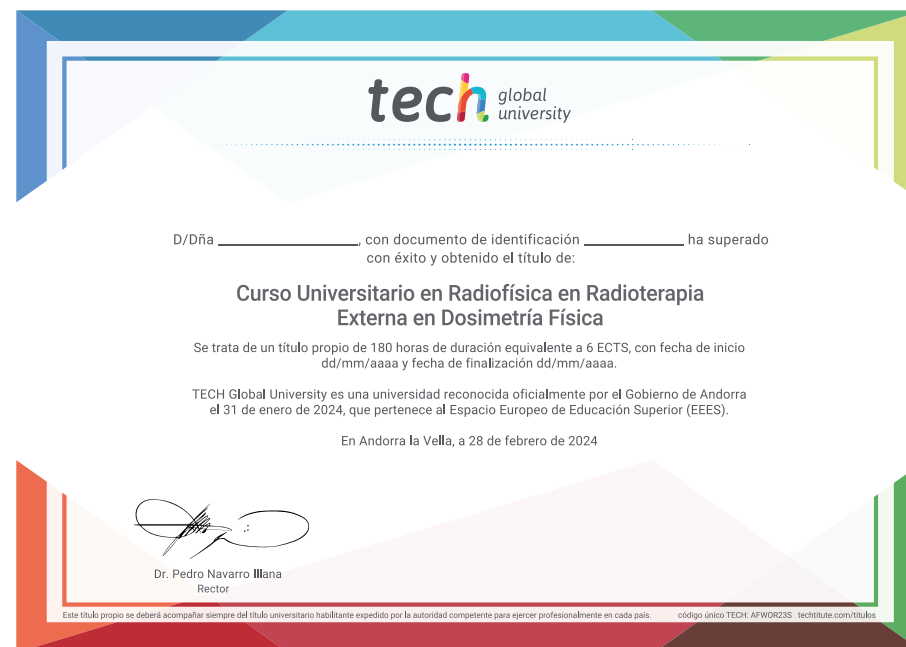 tech global university
D/Dña ____________________, con documento de identificación ______________ ha superado
con éxito y obtenido el título de:
Curso Universitario en Radiofísica en Radioterapia
Externa en Dosimetría Física
Se trata de un título propio de 180 horas de duración equivalente a 6 ECTS, con fecha de inicio
dd/mm/aaaa y fecha de finalización dd/mm/aaaa.
TECH Global University es una universidad reconocida oficialmente por el Gobierno de Andorra
el 31 de enero de 2024, que pertenece al Espacio Europeo de Educación Superior (EEES).
En Andorra la Vella, a 28 de febrero de 2024
Dr. Pedro Navarro Illana
Rector
Este título propio se deberá acompañar siempre del título universitario habilitante expedido por la autoridad competente para ejercer profesionalmente en cada país. código único TECH: AFWOR23S techtitute.com/titulos